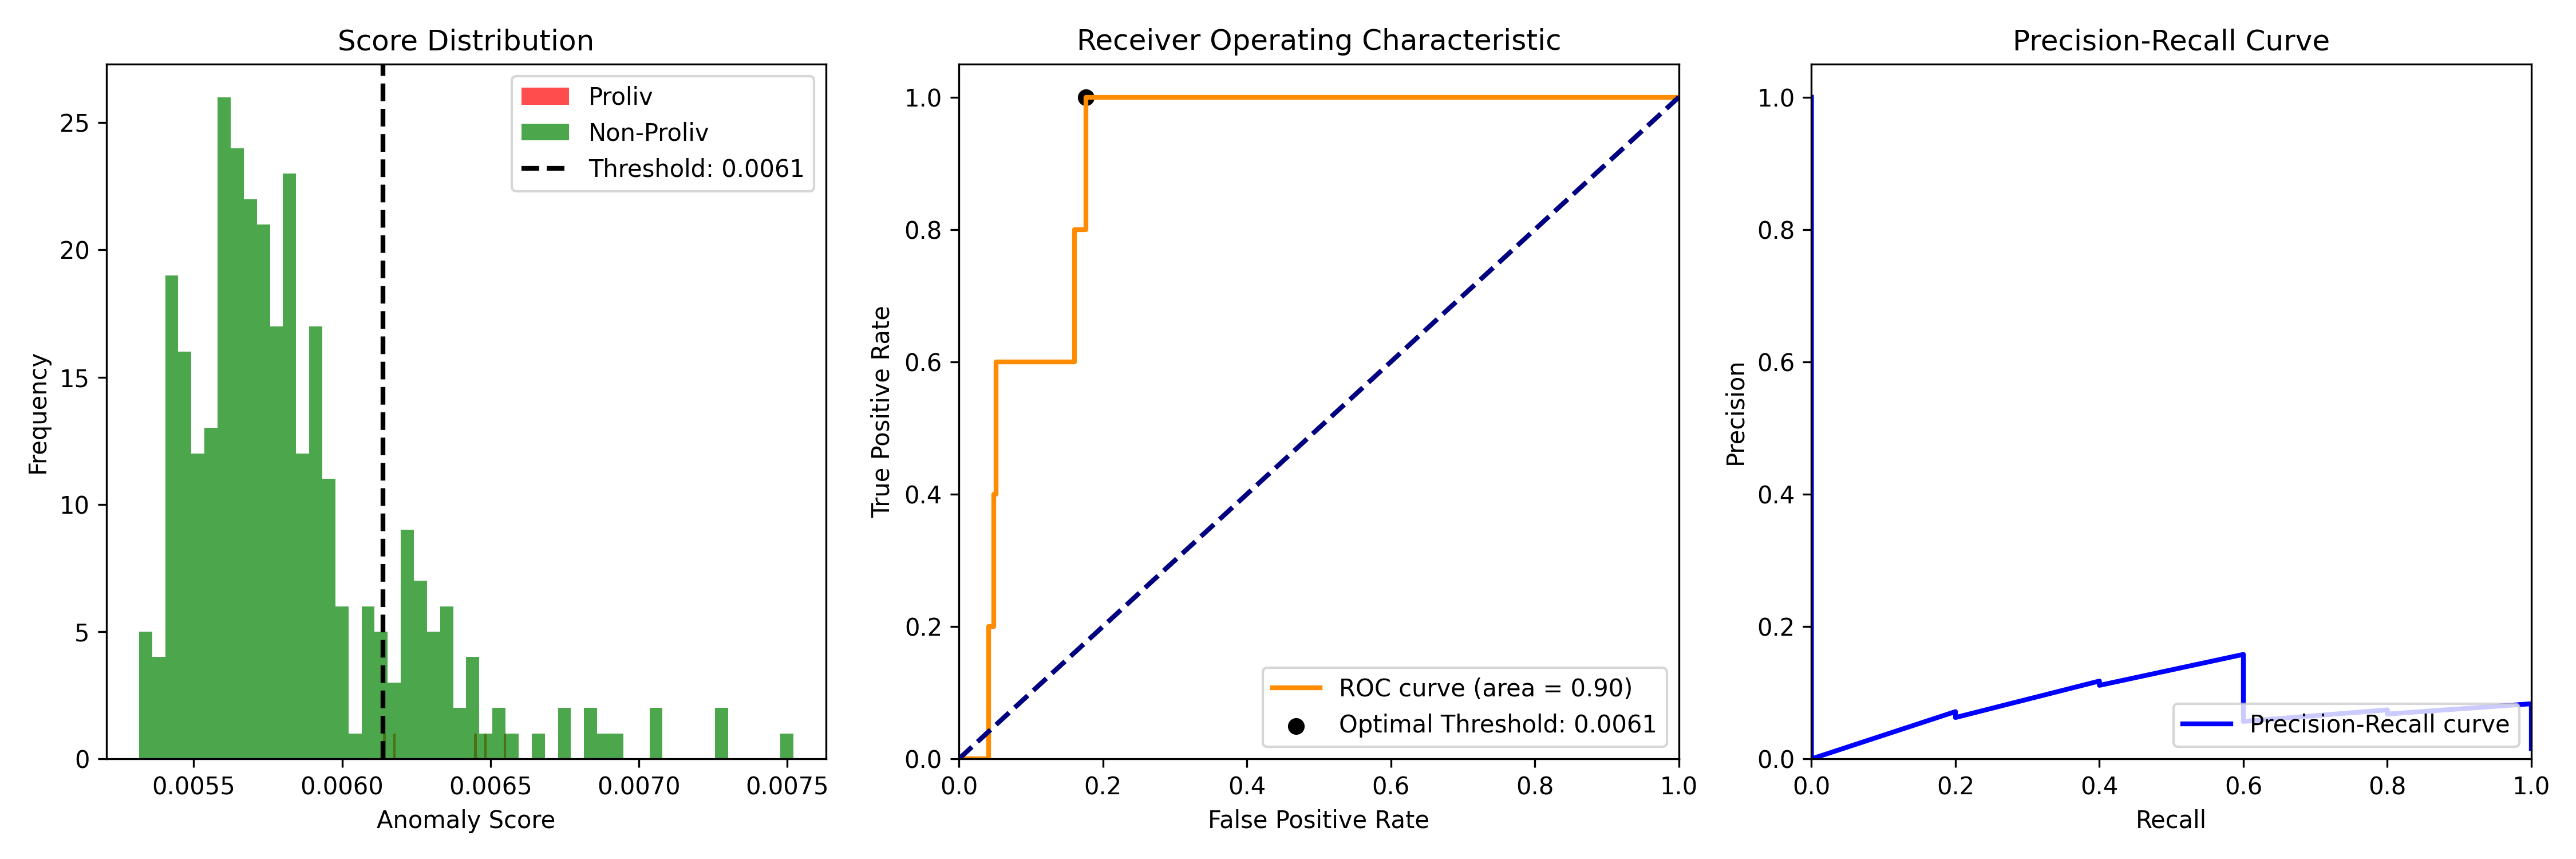 Score Distribution
Frequency
25
20
15
10
5
0
0.0055 0.0060 0.0065 0.0070 0.0075
Anomaly Score
Proliv
Non-Proliv
Threshold: 0.0061
Receiver Operating Characteristic
True Positive Rate
1.0
0.8
0.6
0.4
0.2
0.0
0.0 0.2 0.4 0.6 0.8 1.0
False Positive Rate
ROC curve (area = 0.90)
Optimal Threshold: 0.0061
Precision-Recall Curve
Precision
1.0
0.8
0.6
0.4
0.2
0.0
0.0 0.2 0.4 0.6 0.8 1.0
Recall
Precision-Recall curve